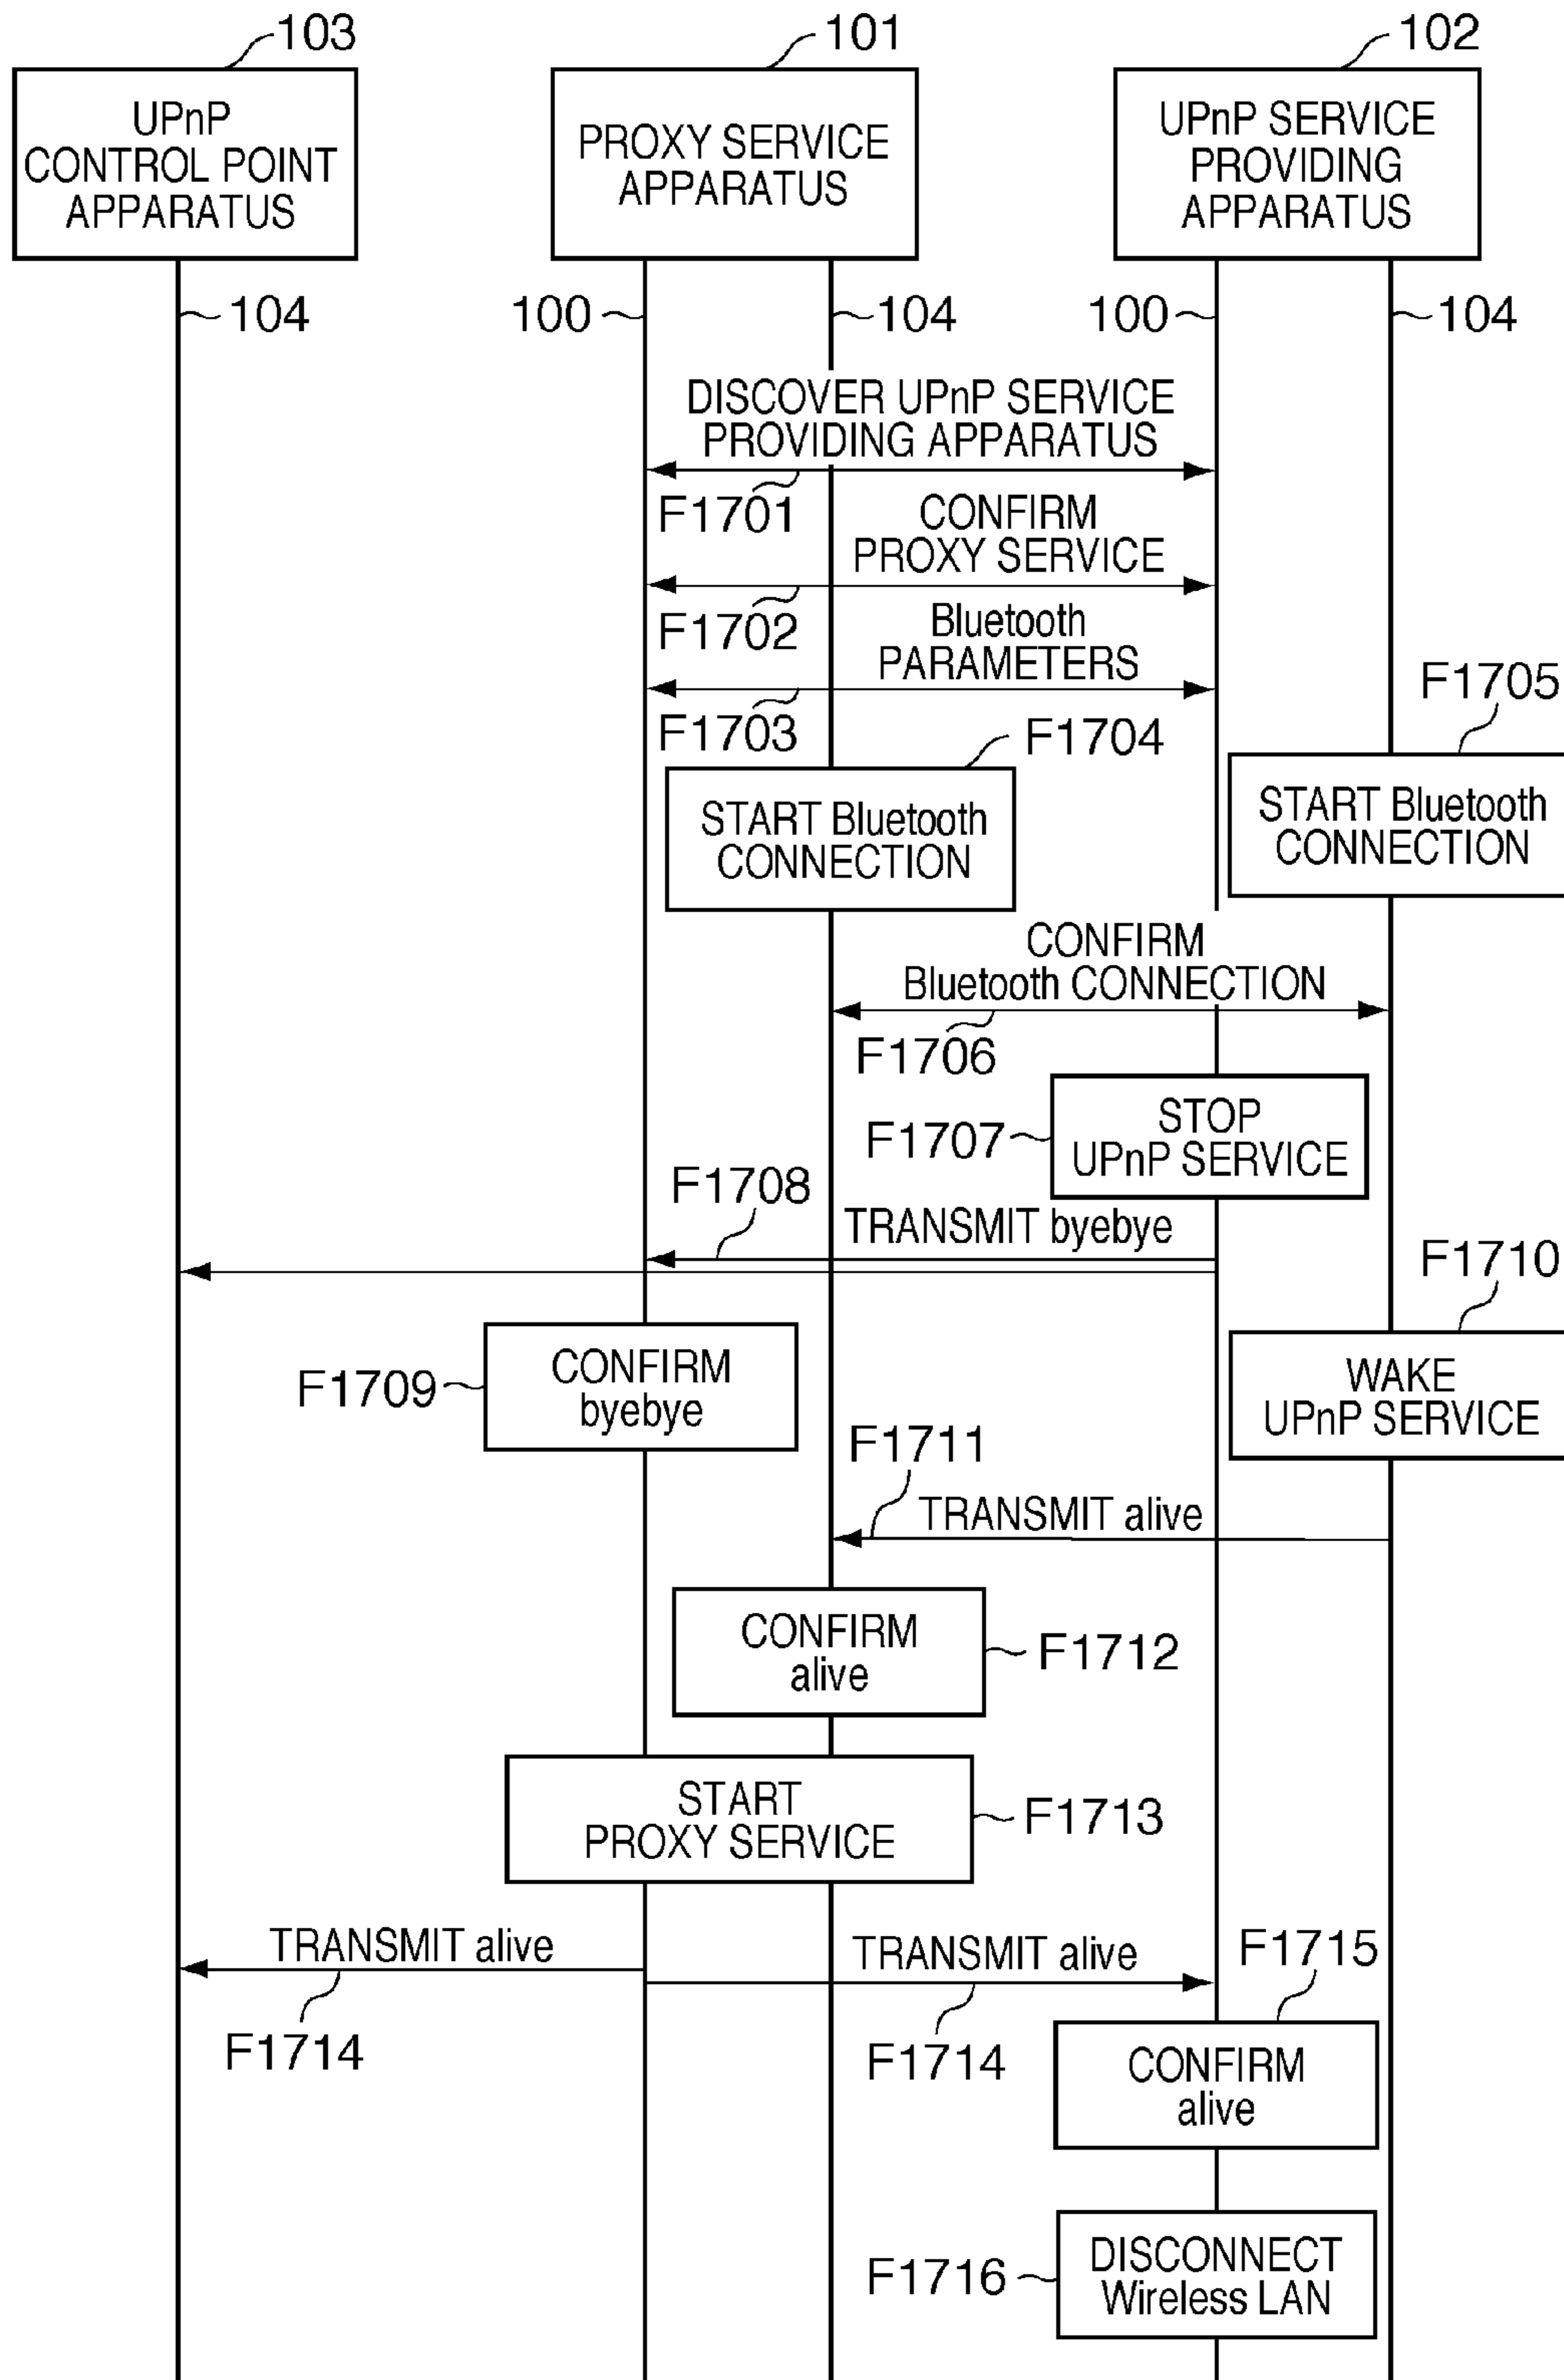 103
101
102
UPnP
CONTROL POINT
APPARATUS
PROXY SERVICE
APPARATUS
UPnP SERVICE
PROVIDING
APPARATUS
104
100
104
100
104
DISCOVER UPnP SERVICE
PROVIDING APPARATUS
F1701
CONFIRM
PROXY SERVICE
F1702
Bluetooth
PARAMETERS
F1703
F1704
F1705
START Bluetooth
CONNECTION
START Bluetooth
CONNECTION
CONFIRM
Bluetooth CONNECTION
F1706
STOP
UPnP SERVICE
F1707
F1708
TRANSMIT byebye
F1710
CONFIRM
byebye
F1709
WAKE
UPnP SERVICE
F1711
TRANSMIT alive
CONFIRM
alive
F1712
START
PROXY SERVICE
F1713
TRANSMIT alive
F1714
TRANSMIT alive
F1714
F1715
CONFIRM
alive
F1716
DISCONNECT
Wireless LAN